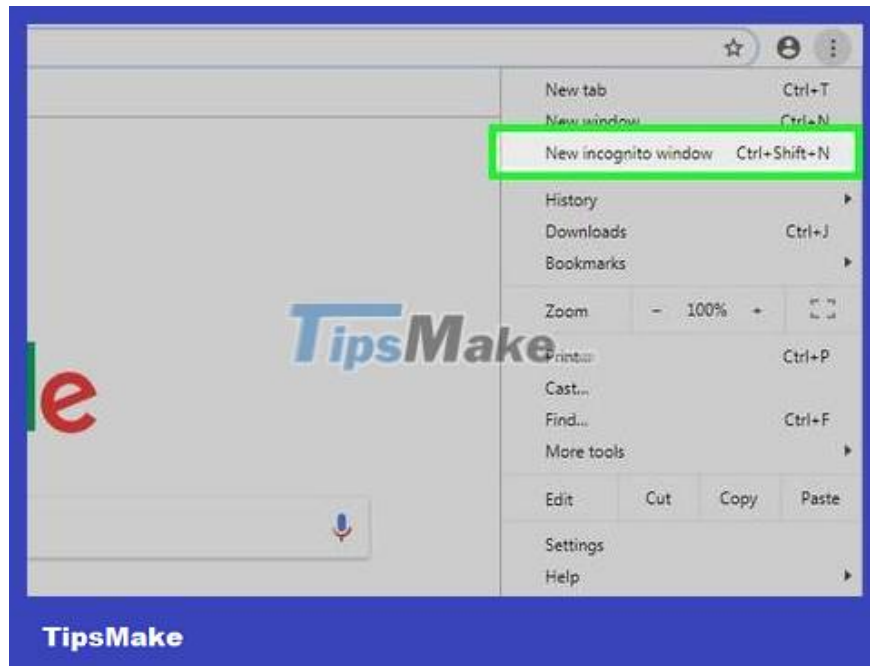 New tab Ctrl+T
New window Ctrl+N
New incognito window Ctrl+Shift+N
History
Downloads Ctrl+J
Bookmarks
Zoom - 100% +
TipsMake
Print... Ctrl+P
Cast...
le
Find... Ctrl+F
More tools
Edit Cut Copy Paste
Settings
Help
TipsMake